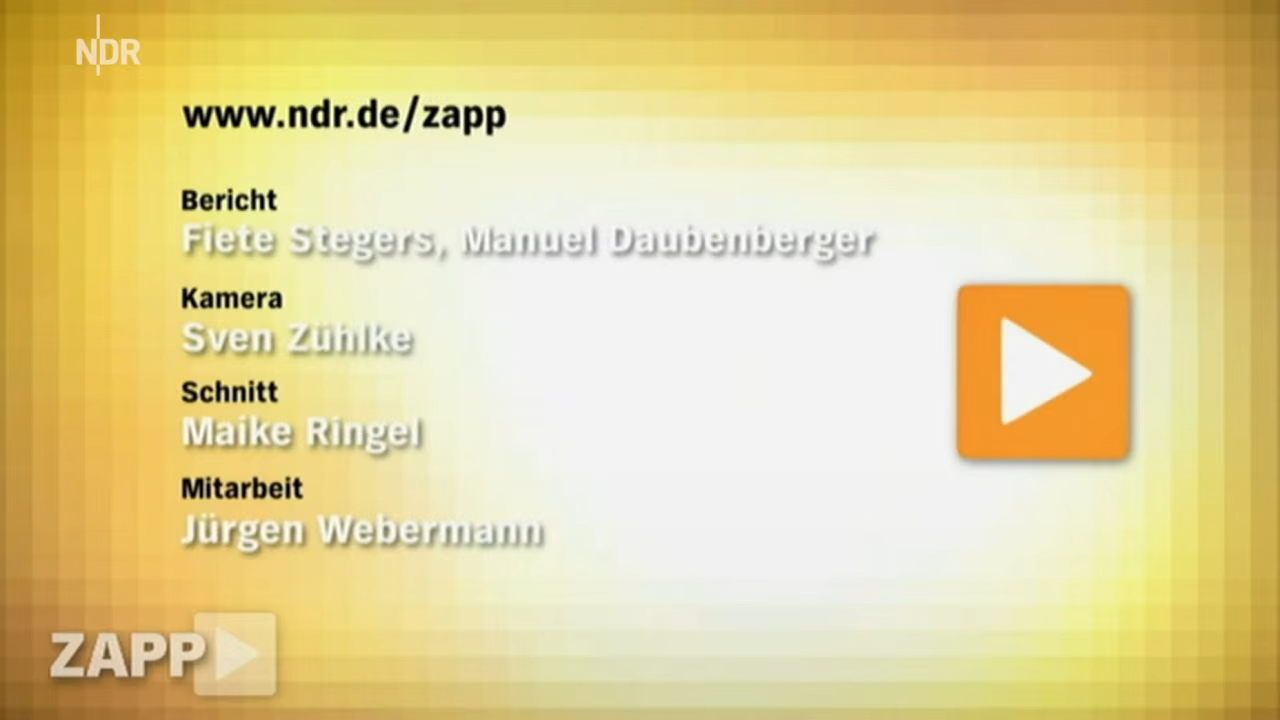 NDR
www.ndr.de/zapp
Bericht
Fiete Stegers, Manuel Daubenberger
Kamera
Sven Zühlke
Schnitt
Maike Ringel
Mitarbeit
Jürgen Webermann
ZAPP